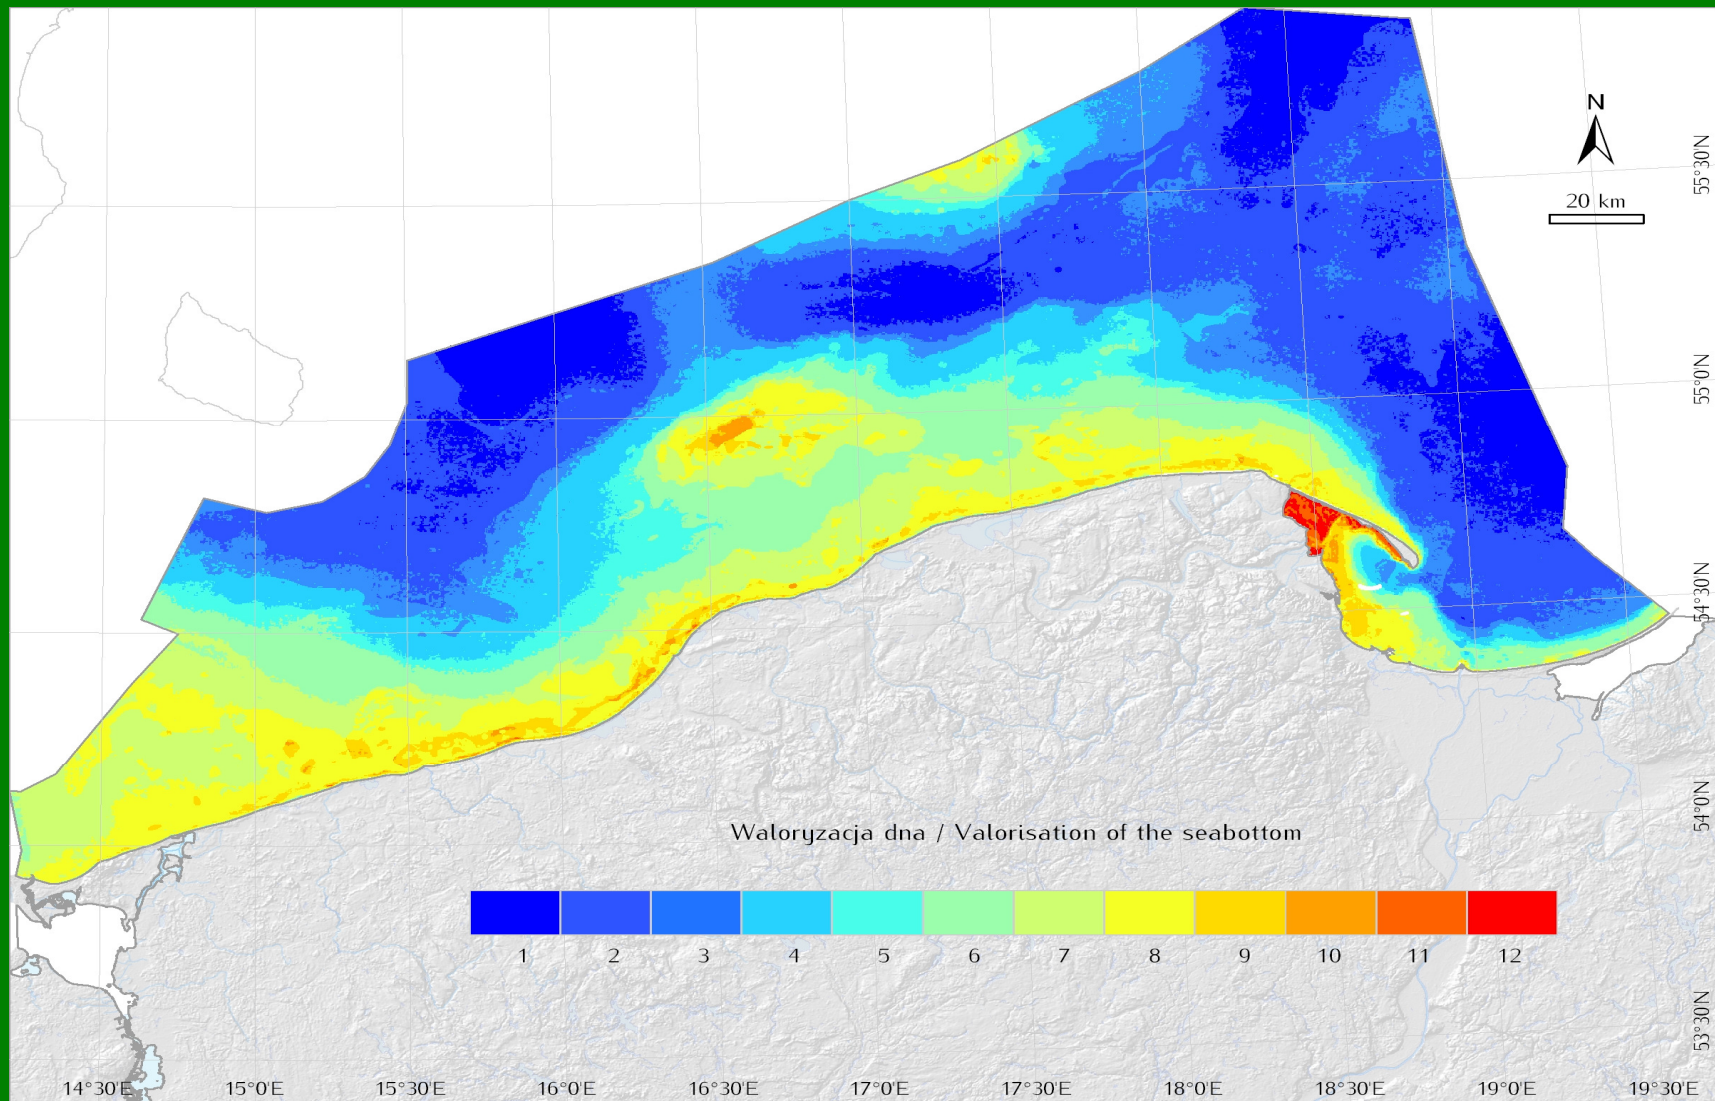 N
20 km
55°30'N
55°0'N
54°30'N
54°0'N
53°30'N
Waloryzacja dna / Valorisation of the seabottom
1 2 3 4 5 6 7 8 9 10 11 12
14°30'E 15°0'E 15°30'E 16°0'E 16°30'E 17°0'E 17°30'E 18°0'E 18°30'E 19°0'E 19°30'E